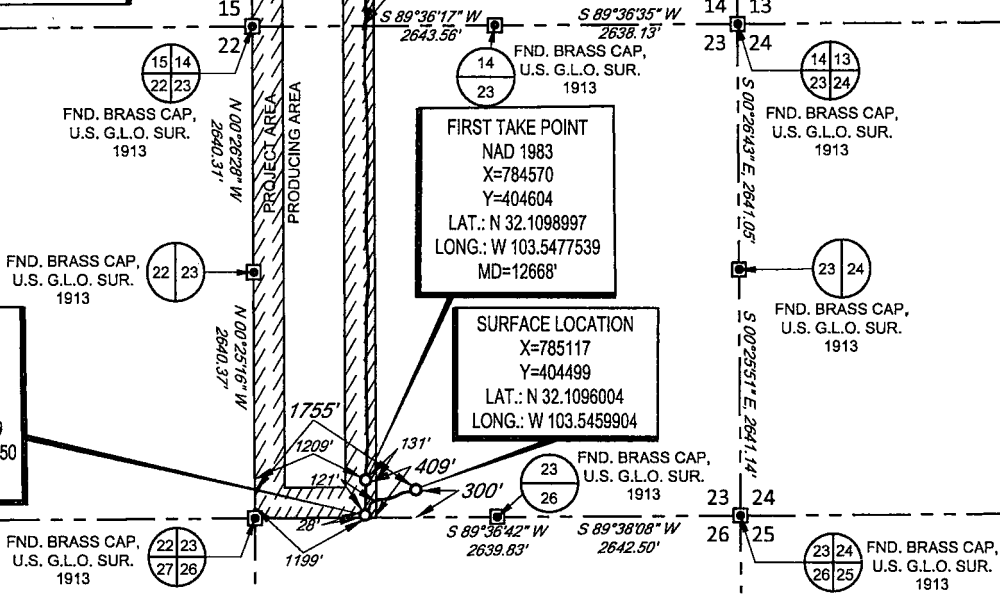 15
22
S 89°36'17" W
2643.56'
S 89°36'35" W
2638.13'
14 13
23 24
15 14
22 23
FND. BRASS CAP,
U.S. G.L.O. SUR.
1913
14
23
FND. BRASS CAP,
U.S. G.L.O. SUR.
1913
14 13
23 24
FND. BRASS CAP,
U.S. G.L.O. SUR.
1913
N 00°26'28" W
2640.31'
PROJECT AREA
PRODUCING AREA
FIRST TAKE POINT
NAD 1983
X=784570
Y=404604
LAT.: N 32.1098997
LONG.: W 103.5477539
MD=12668'
S 00°26'43" E, 2641.05'
FND. BRASS CAP,
U.S. G.L.O. SUR.
1913
22 23
23 24
FND. BRASS CAP,
U.S. G.L.O. SUR.
1913
N 00°25'16" W
2640.37'
SURFACE LOCATION
X=785117
Y=404499
LAT.: N 32.1096004
LONG.: W 103.5459904
S 00°25'51" E, 2641.14'
50
1755'
1209'
131'
409'
121'
300'
28'
1199'
23
26
FND. BRASS CAP,
U.S. G.L.O. SUR.
1913
S 89°36'42" W
2639.83'
S 89°38'08" W
2642.50'
23 24
26 25
FND. BRASS CAP,
U.S. G.L.O. SUR.
1913
22 23
27 26
23 24
26 25
FND. BRASS CAP,
U.S. G.L.O. SUR.
1913